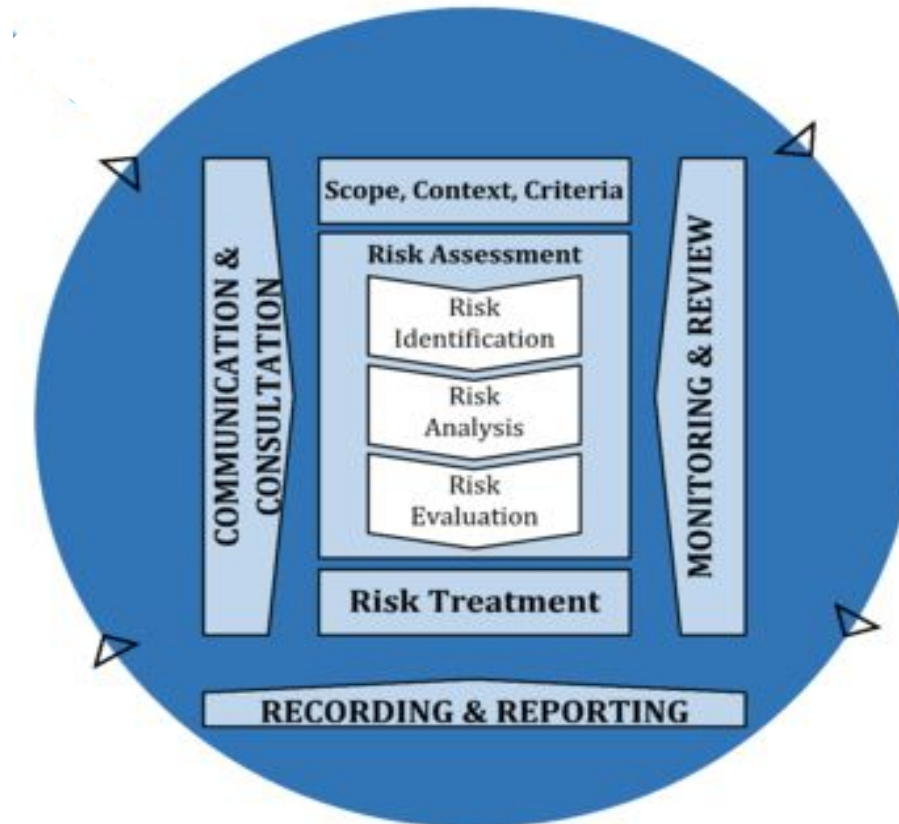 Scope, Context, Criteria
Risk Assessment
Risk
Identification
Risk
Analysis
Risk
Evaluation
Risk Treatment
COMMUNICATION &
CONSULTATION
MONITORING & REVIEW
RECORDING & REPORTING